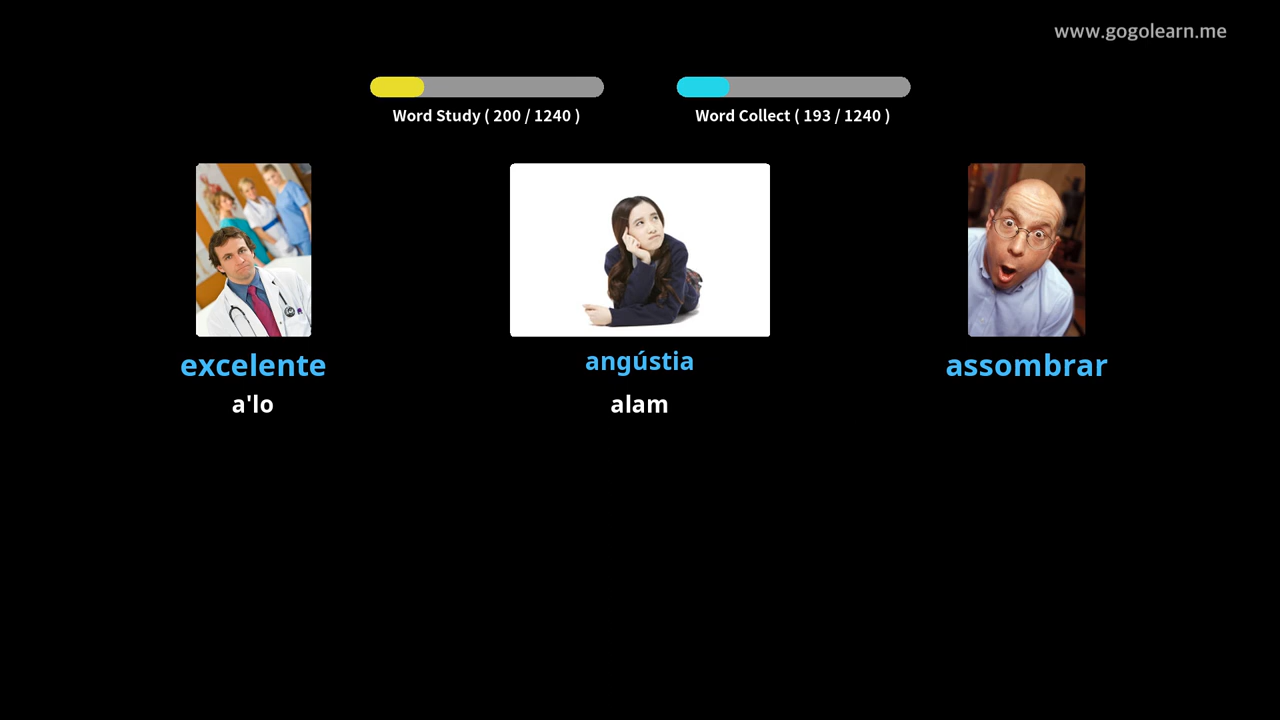 www.gogolearn.me
Word Study ( 200 / 1240 )
Word Collect ( 193 / 1240 )
excelente
a'lo
angústia
alam
assombrar